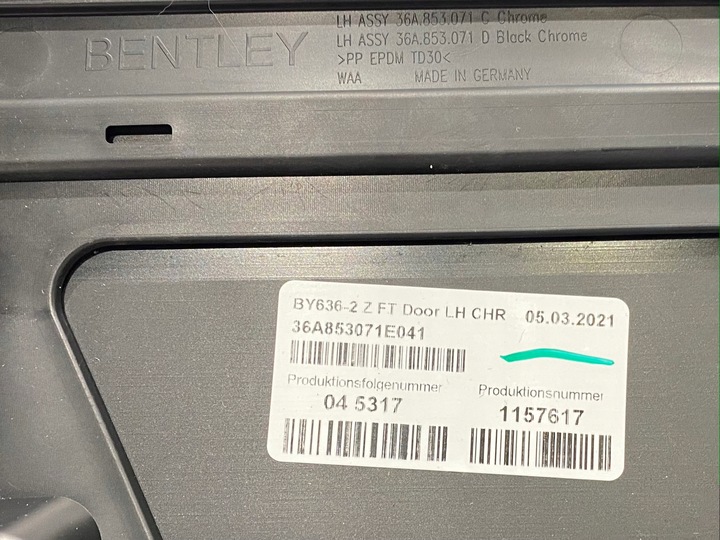 BENTLEY
LH ASSY 36A.853.071 C Chrome
LH ASSY 36A.853.071 D Black Chrome
>PP EPDM TD30<
WAA MADE IN GERMANY
BY636-2 Z FT Door LH CHR 05.03.2021
36A853071E041
Produktionsfolgenummer
04 5317
Produktionsnummer
1157617